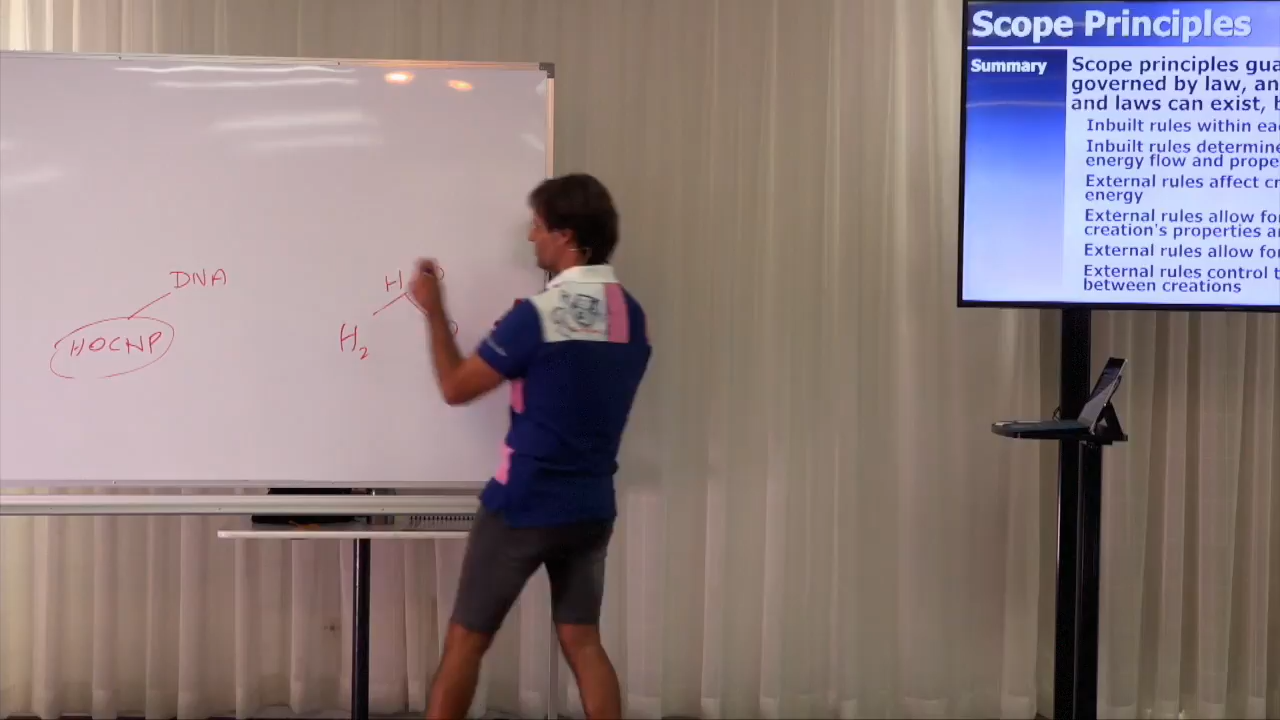 DNA
HOCNP
H
H2
Scope Principles
Summary
Scope principles gua
governed by law, an
and laws can exist, b
Inbuilt rules within ea
Inbuilt rules determine
energy flow and prope
External rules affect cr
energy
External rules allow fo
creation's properties a
External rules allow fo
External rules control t
between creations